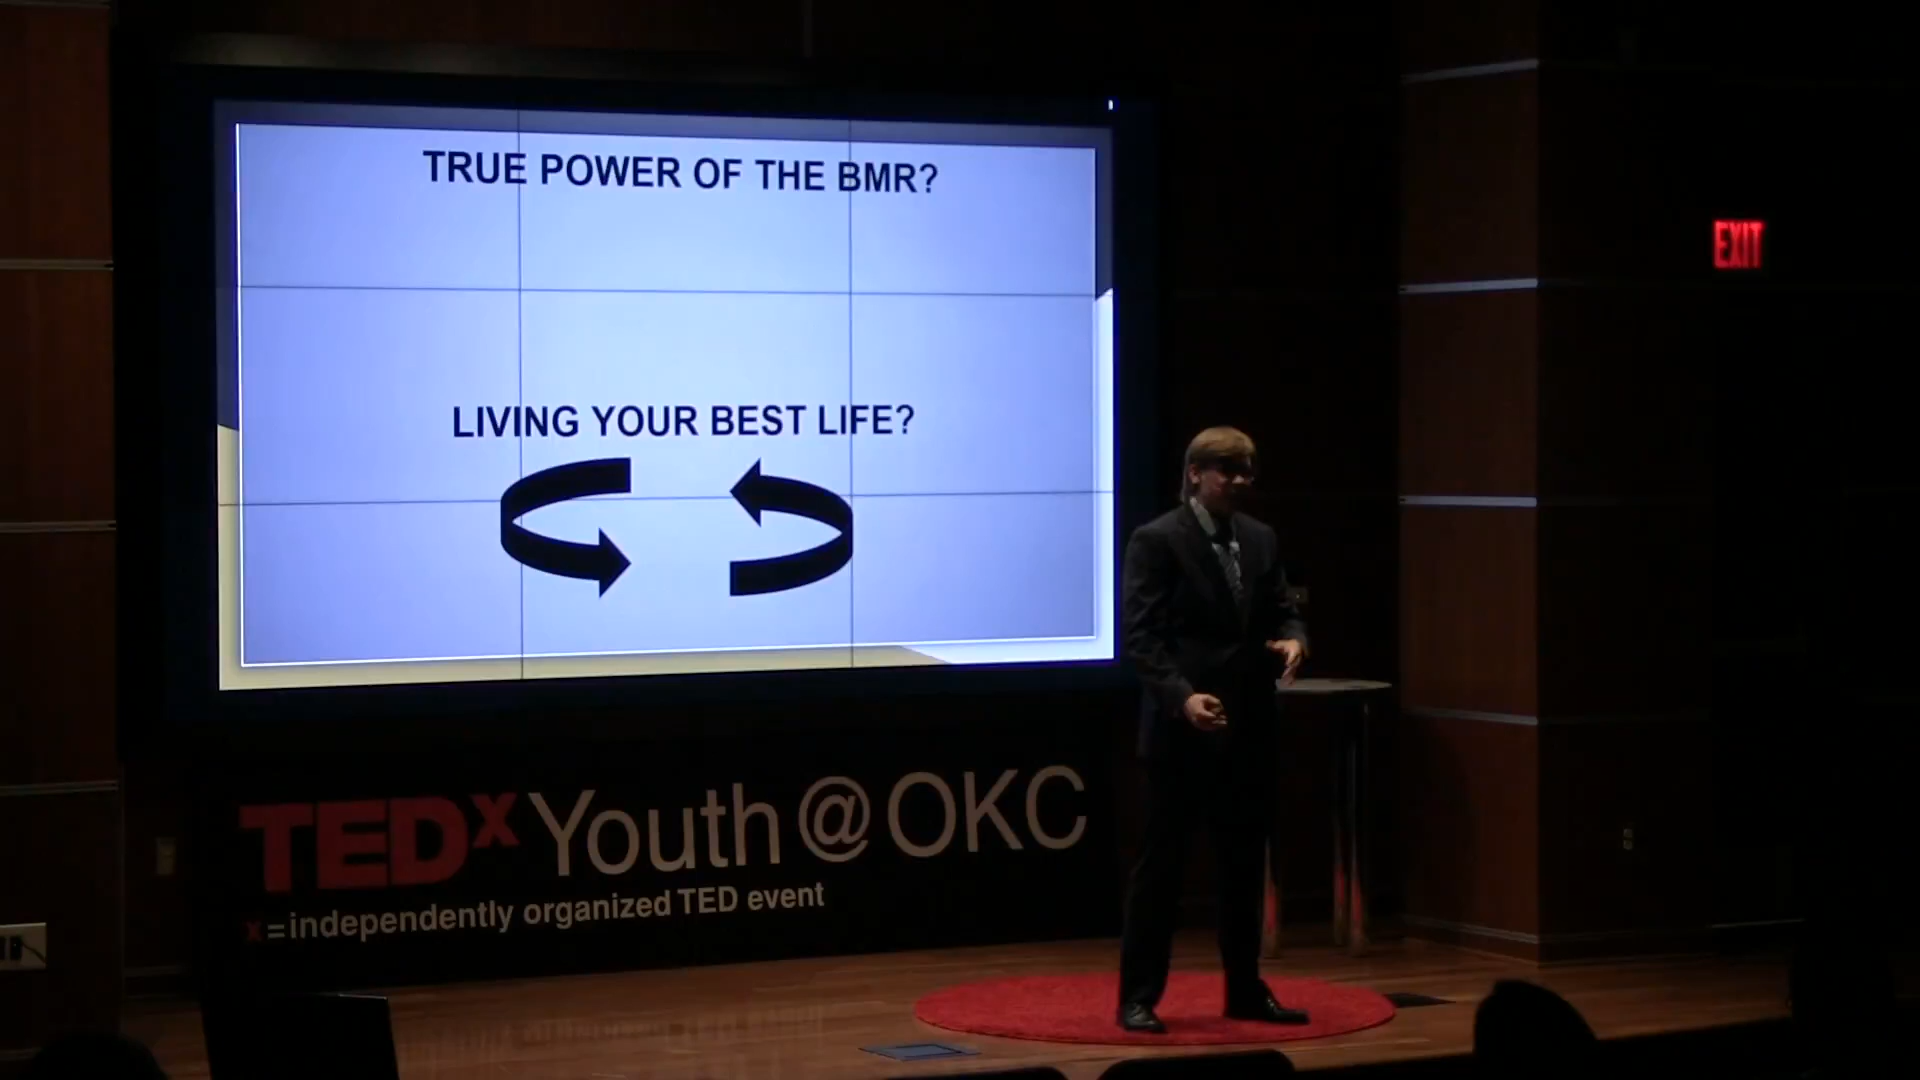 TRUE POWER OF THE BMR?
LIVING YOUR BEST LIFE?
EXIT
TEDx Youth@OKC
x=independently organized TED event